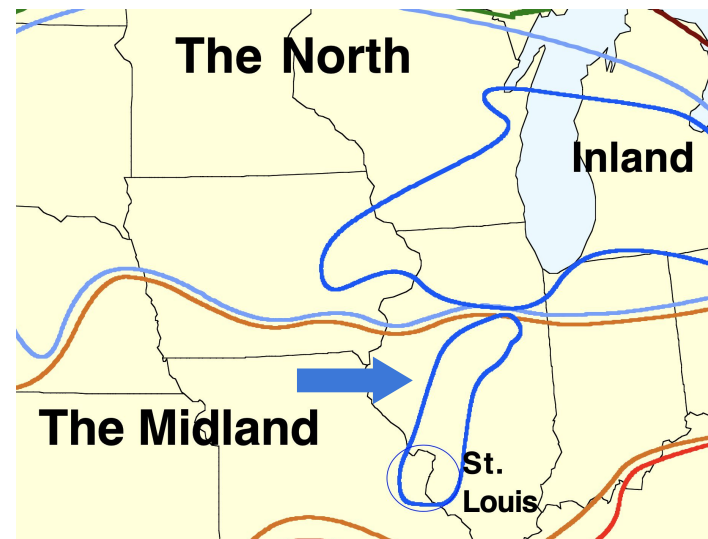 The North
Inland
The Midland
St.
Louis